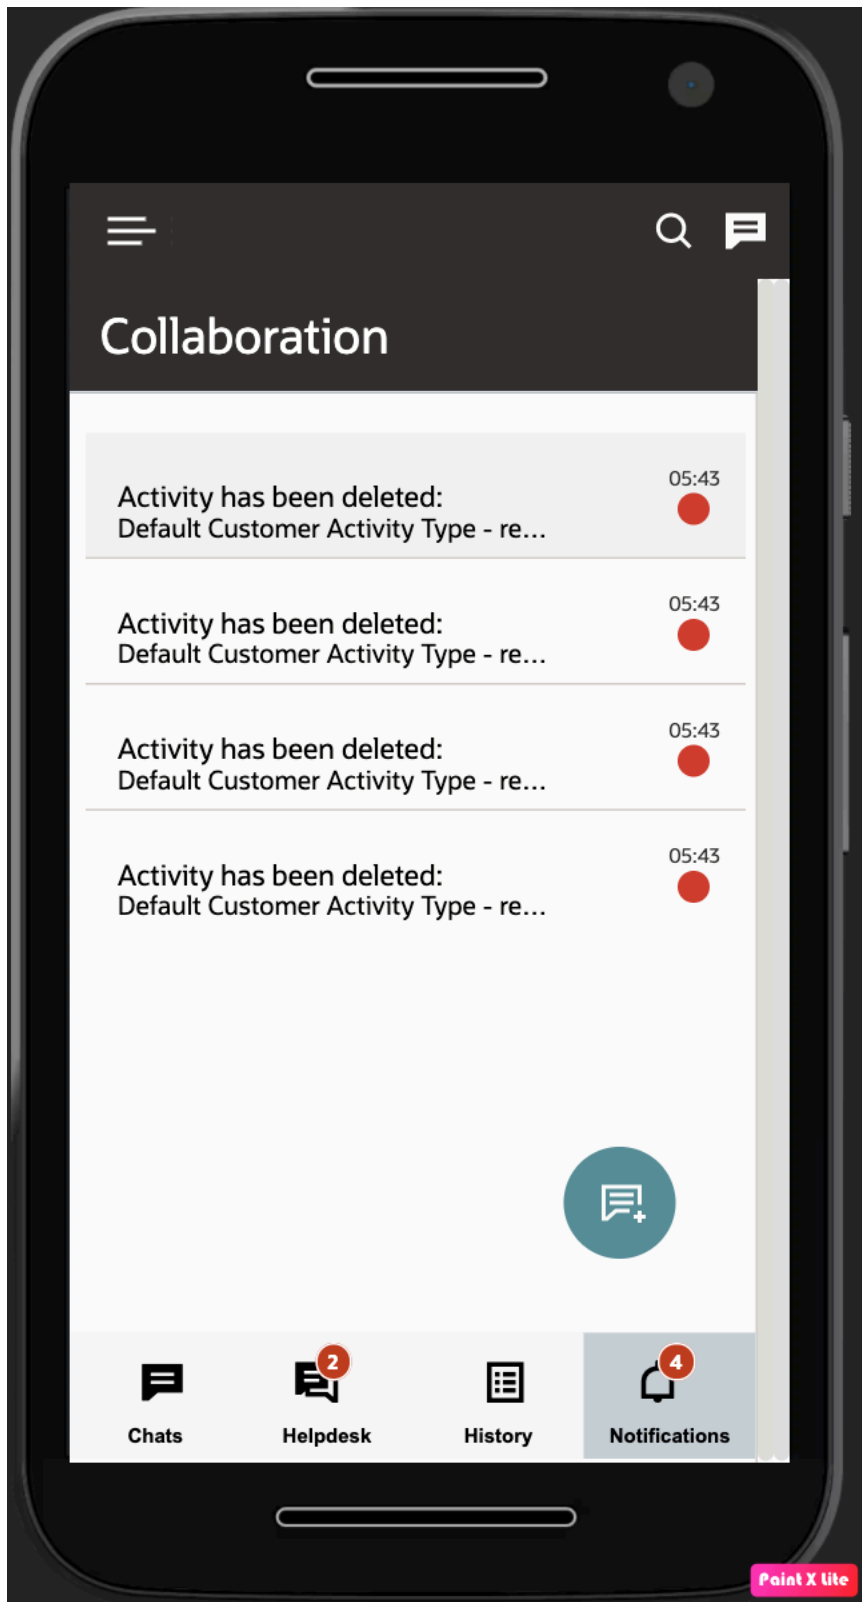 Collaboration
05:43
Activity has been deleted:
Default Customer Activity Type - re...
05:43
Activity has been deleted:
Default Customer Activity Type - re...
05:43
Activity has been deleted:
Default Customer Activity Type - re...
05:43
Activity has been deleted:
Default Customer Activity Type - re...
2
4
Chats
Helpdesk
History
Notifications
Paint X lite